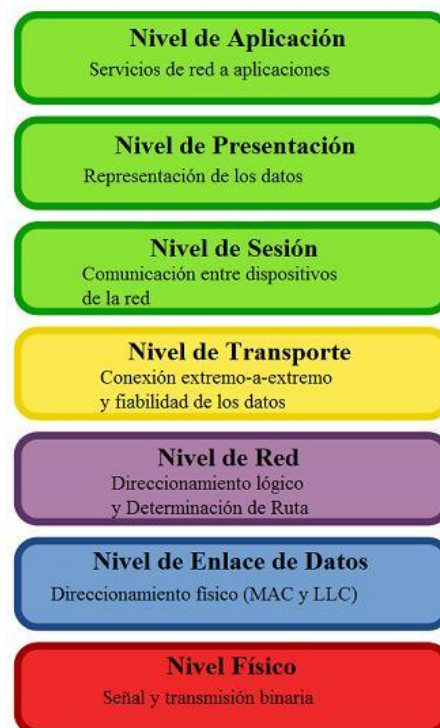 Nivel de Aplicación
Servicios de red a aplicaciones
Nivel de Presentación
Representación de los datos
Nivel de Sesión
Comunicación entre dispositivos
de la red
Nivel de Transporte
Conexión extremo-a-extremo
y fiabilidad de los datos
Nivel de Red
Direccionamiento lógico
y Determinación de Ruta
Nivel de Enlace de Datos
Direccionamiento físico (MAC y LLC)
Nivel Físico
Señal y transmisión binaria